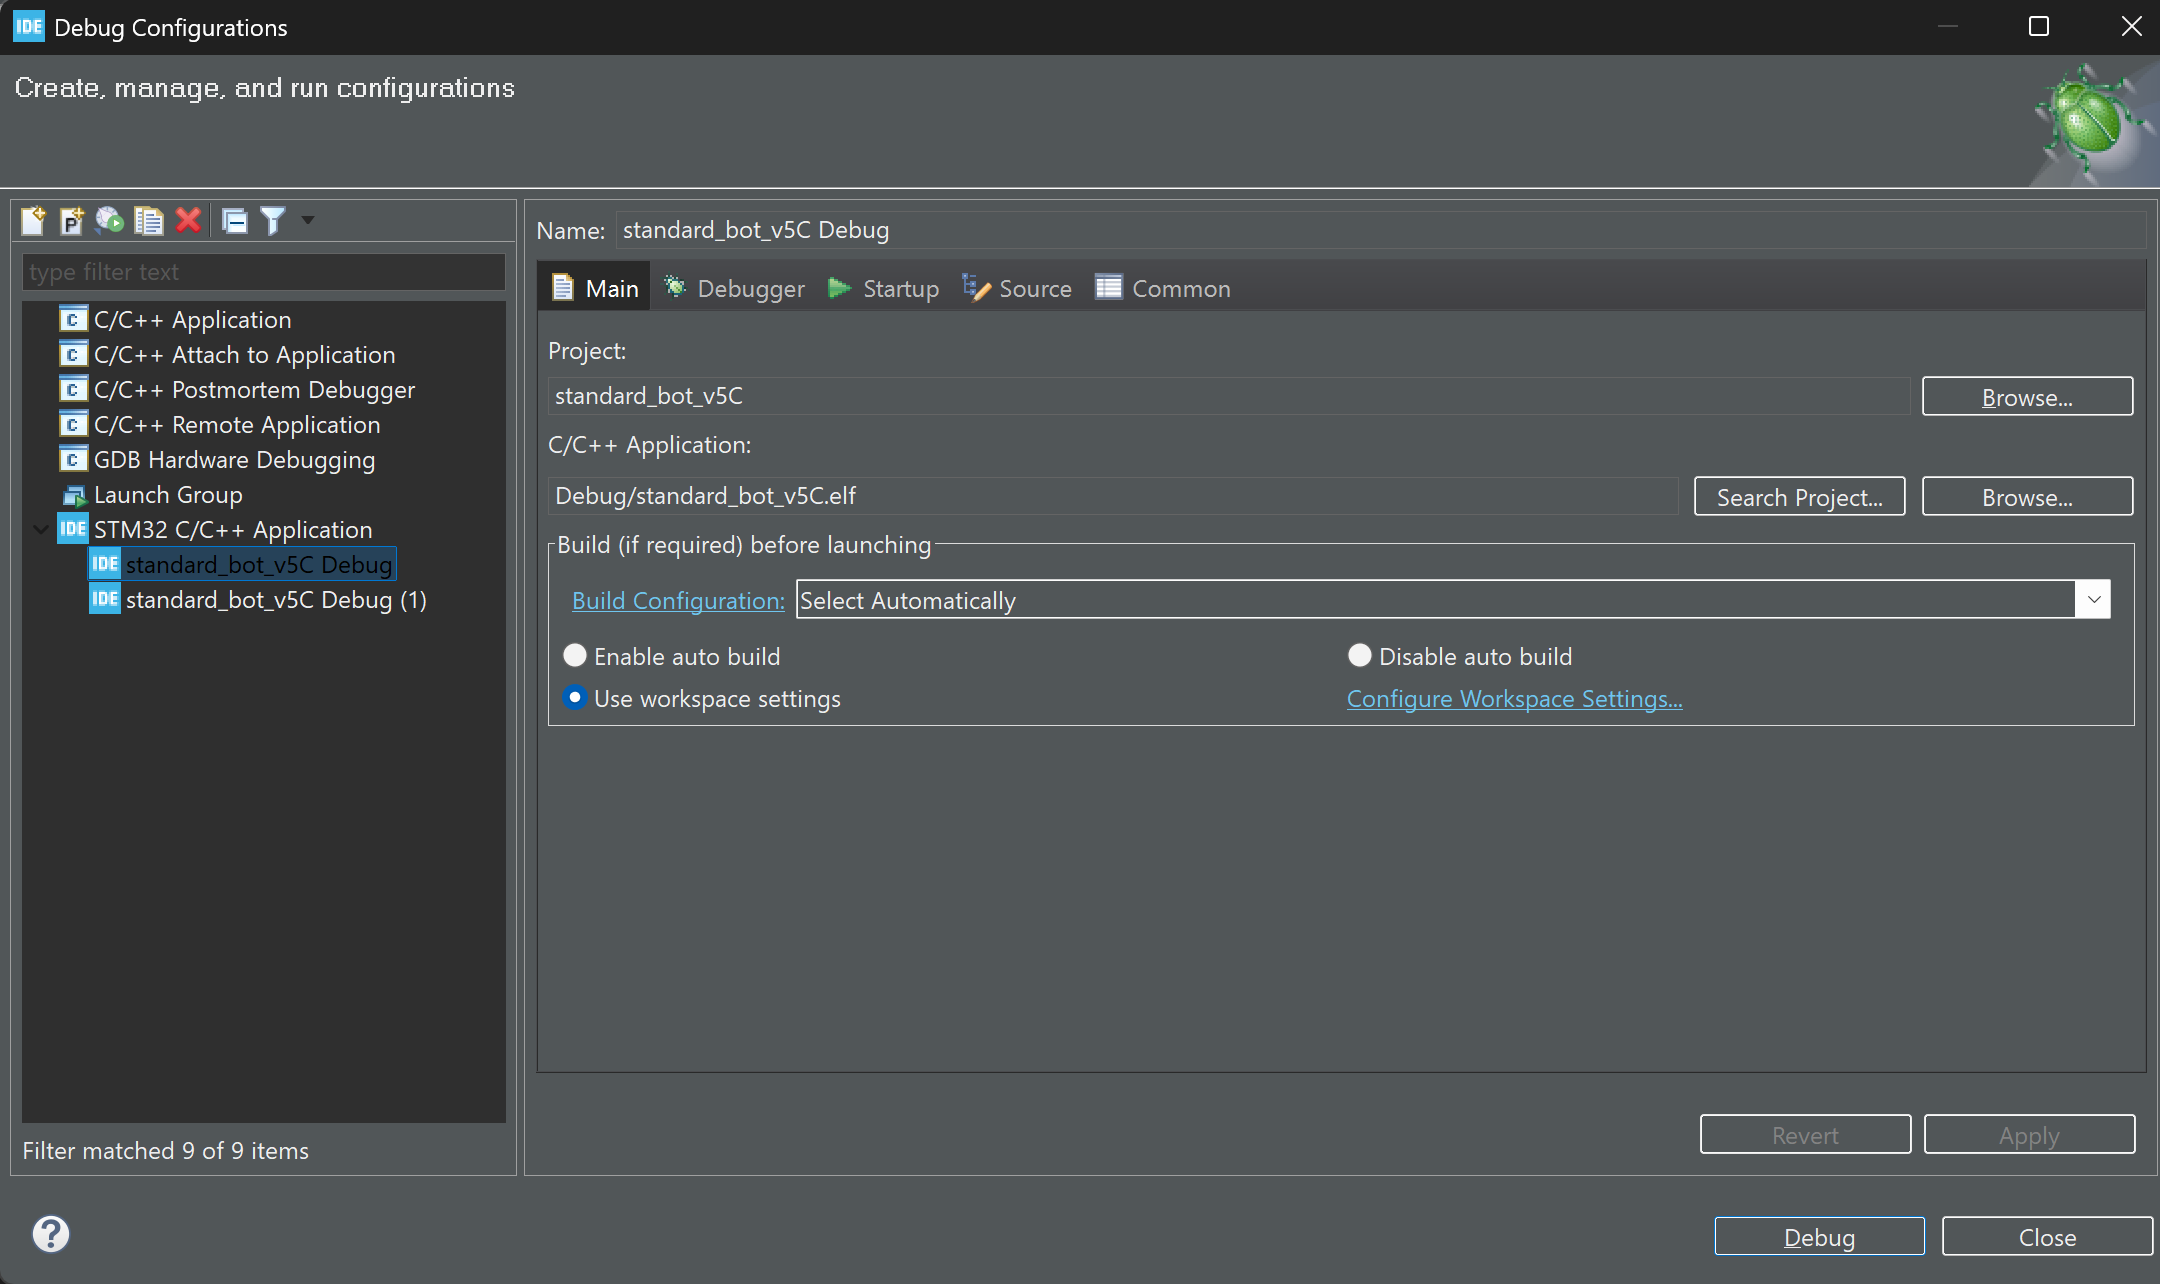 IDE Debug Configurations
Create, manage, and run configurations
type filter text
C/C++ Application
C/C++ Attach to Application
C/C++ Postmortem Debugger
C/C++ Remote Application
GDB Hardware Debugging
Launch Group
IDE STM32 C/C++ Application
IDE standard_bot_v5C Debug
IDE standard_bot_v5C Debug (1)
Filter matched 9 of 9 items
Name: standard_bot_v5C Debug
Main Debugger Startup Source Common
Project:
standard_bot_v5C Browse...
C/C++ Application:
Debug/standard_bot_v5C.elf Search Project... Browse...
Build (if required) before launching
Build Configuration: Select Automatically
Enable auto build Disable auto build
Use workspace settings Configure Workspace Settings...
Revert Apply
? Debug Close